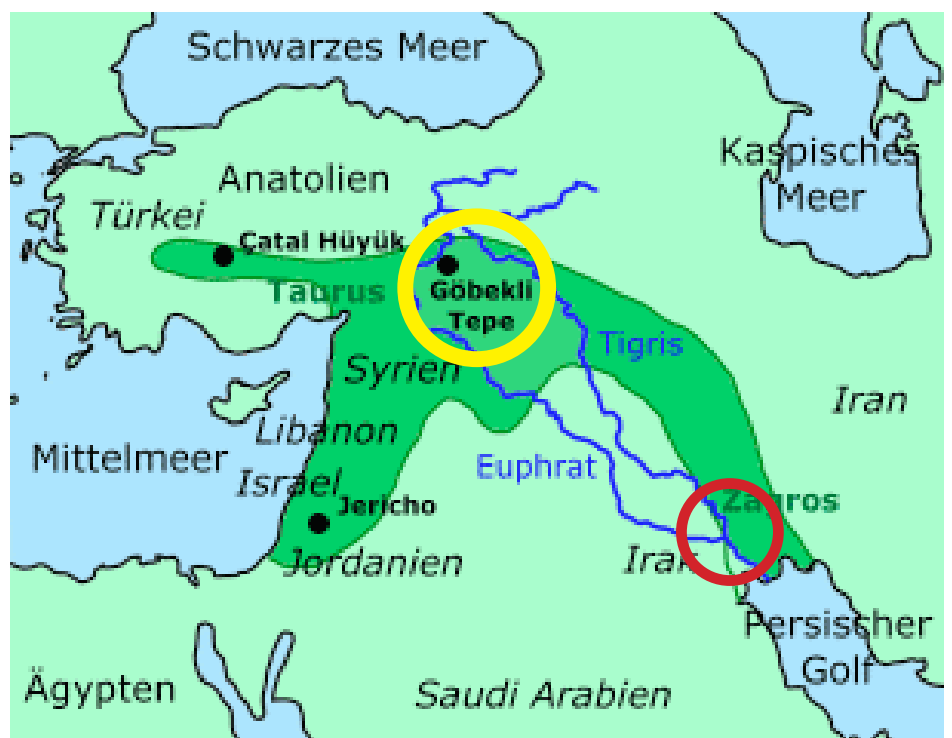 Schwarzes Meer
Kaspisches
Meer
Anatolien
Türkei
Çatal Hüyük
Taurus
Göbekli
Tepe
Tigris
Syrien
Iran
Libanon
Mittelmeer
Euphrat
Israel
Zagros
Jericho
Jordanien
Irak
Persischer
Golf
Ägypten
Saudi Arabien